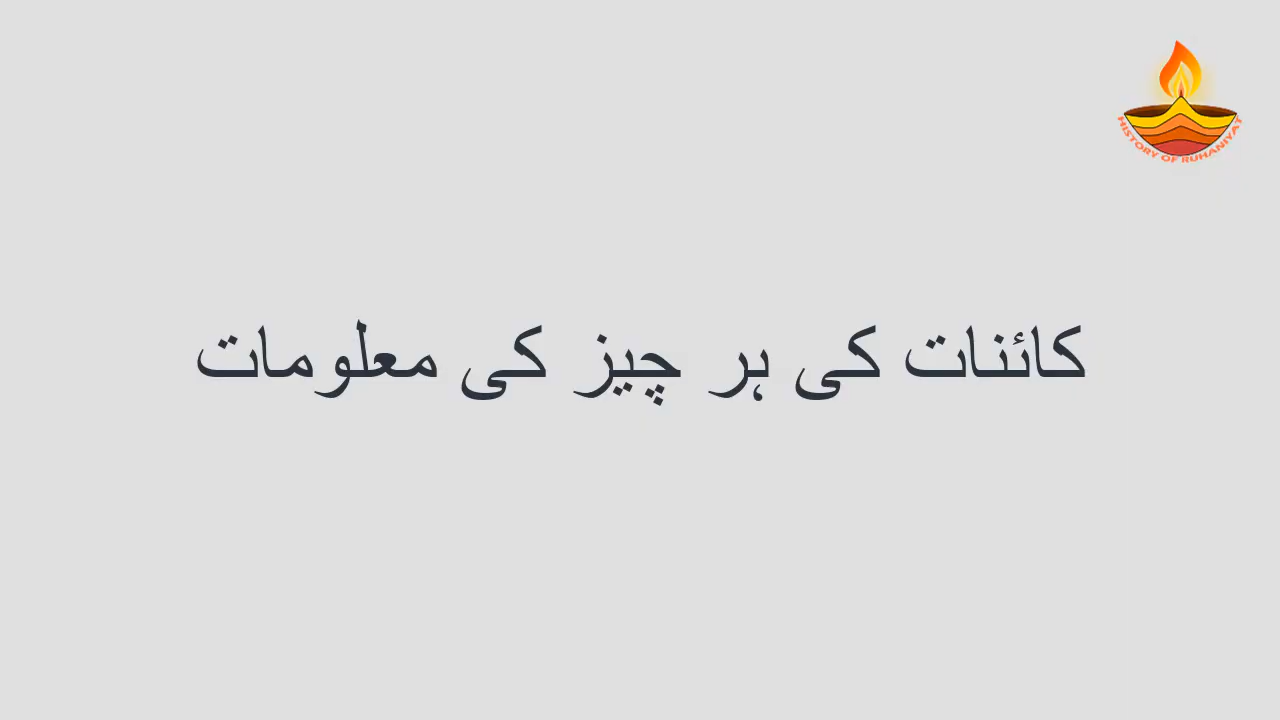 HISTORY OF RUHANIYAT
کائنات کی ہر چیز کی معلومات